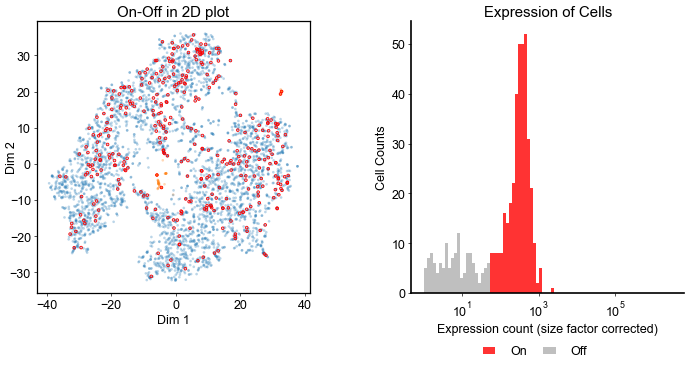 On-Off in 2D plot
30
20
10
0
−10
−20
−30
Dim 2
−40
−20
0
20
40
Dim 1
Expression of Cells
50
40
30
20
10
0
Cell Counts
10^1
10^3
10^5
Expression count (size factor corrected)
On
Off